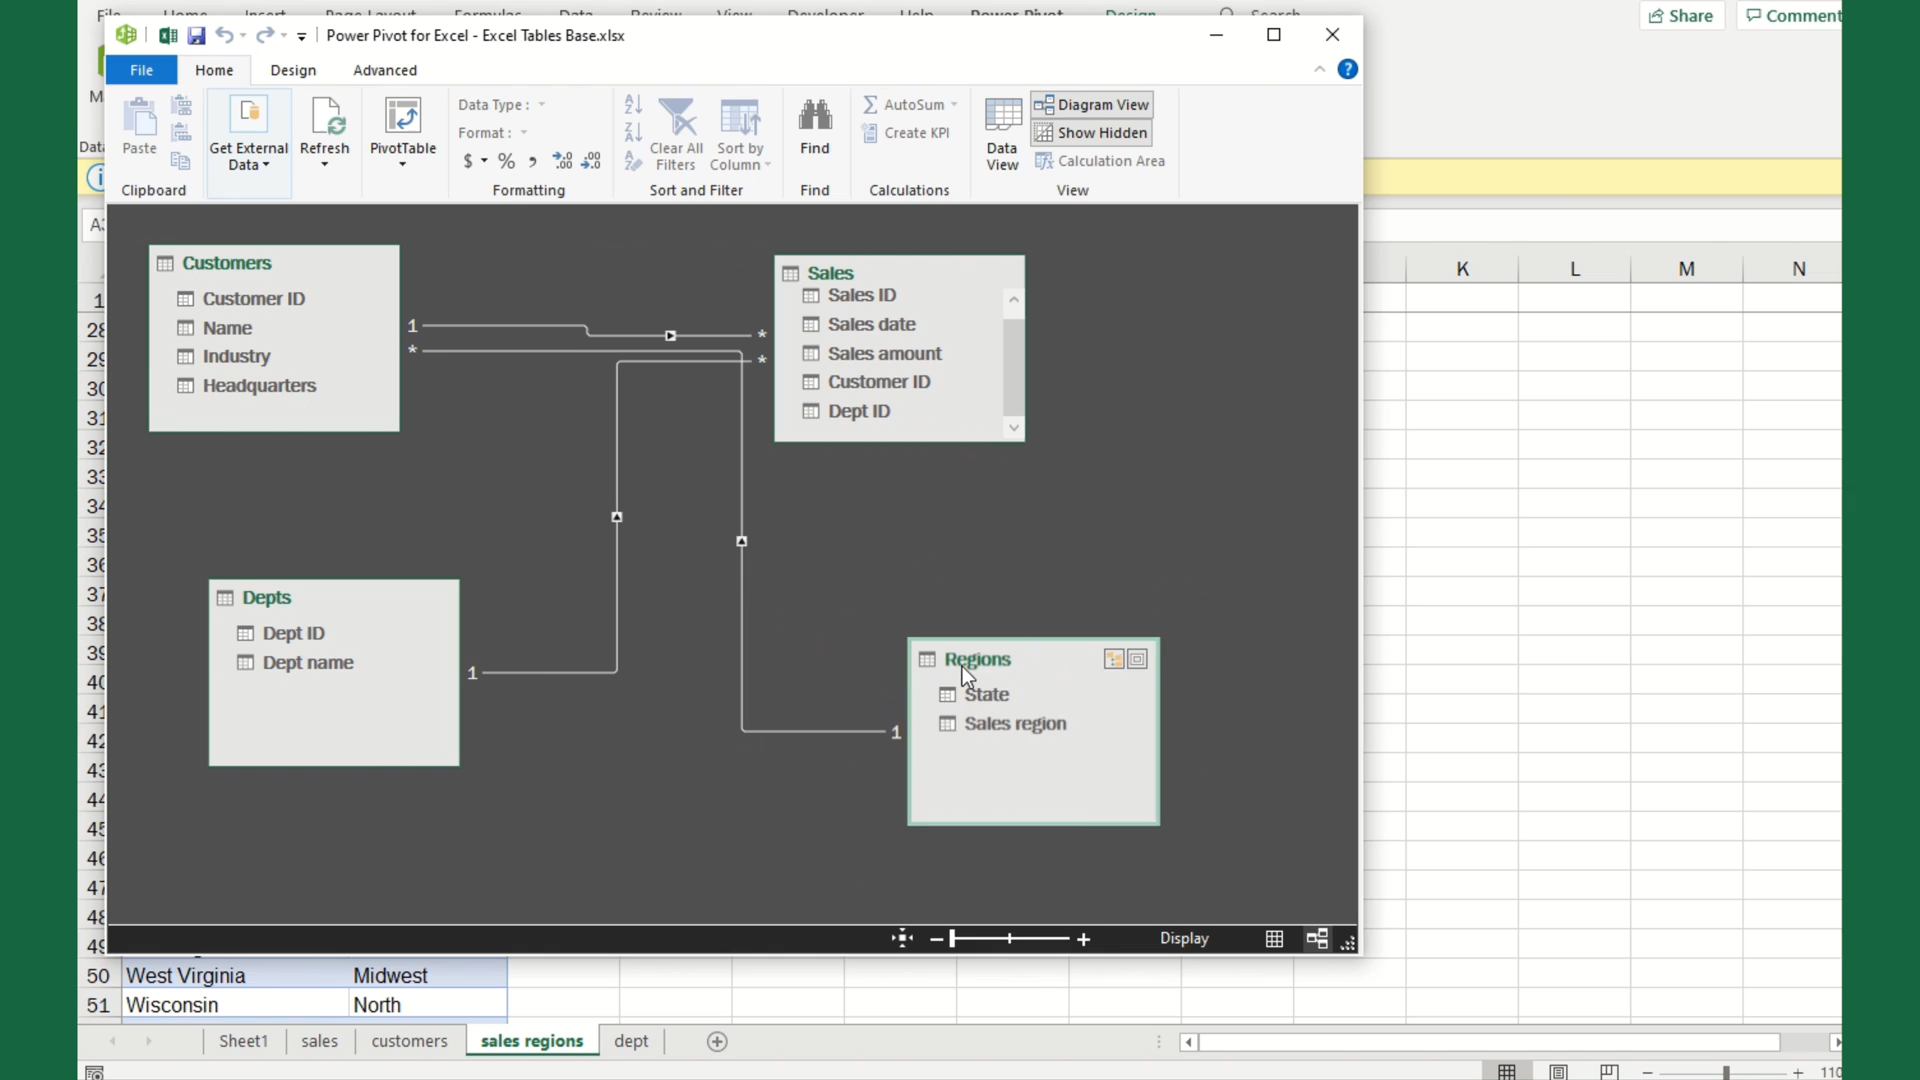 Share
Comment
Power Pivot for Excel - Excel Tables Base.xlsx
File
Home
Design
Advanced
Paste
Get External
Data
Refresh
PivotTable
Data Type :
Format :
$ %
Clear All
Filters
Sort by
Column
Find
AutoSum
Create KPI
Data
View
Diagram View
Show Hidden
Calculation Area
Clipboard
Formatting
Sort and Filter
Find
Calculations
View
K L M N
Customers
Customer ID
Name
Industry
Headquarters
1
*
Sales
Sales ID
Sales date
Sales amount
Customer ID
Dept ID
*
*
Depts
Dept ID
Dept name
1
Regions
State
Sales region
1
Display
50 West Virginia Midwest
51 Wisconsin North
Sheet1
sales
customers
sales regions
dept